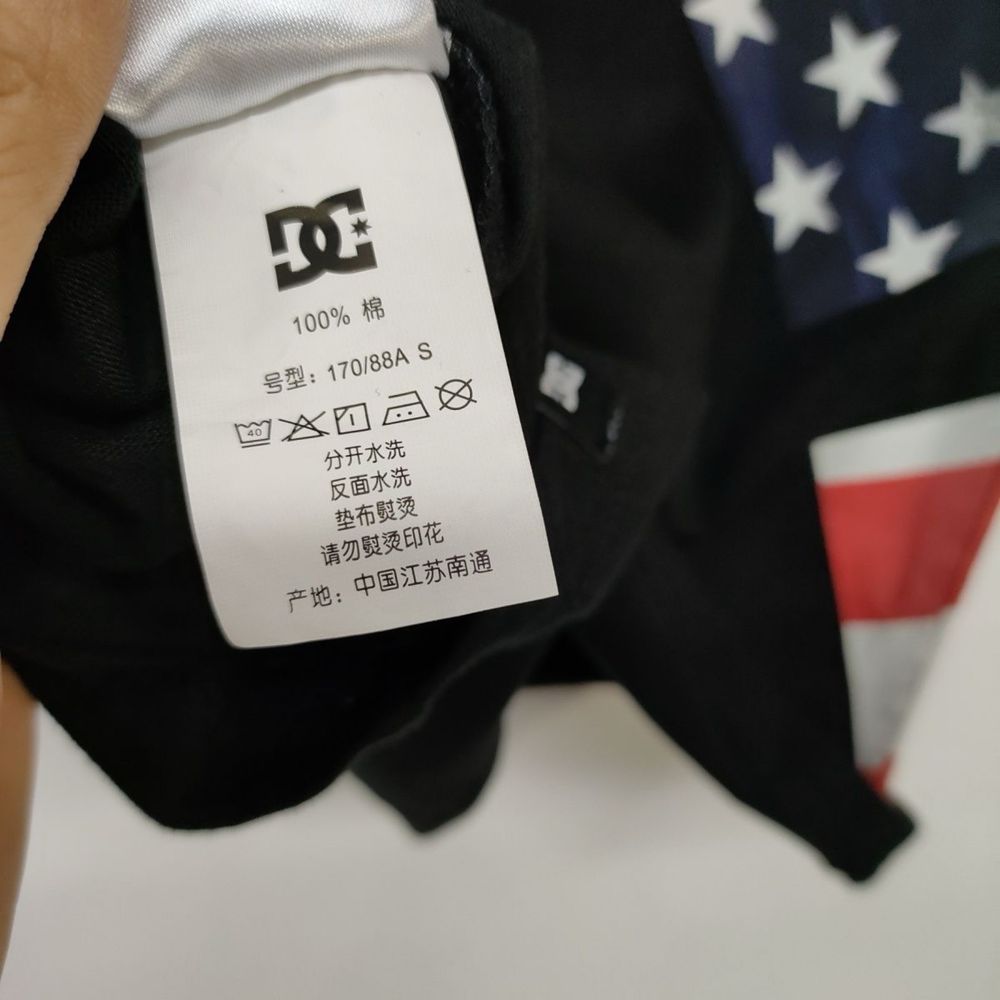 DC
100% 棉
号型：170/88A S
40
分开水洗
反面水洗
垫布熨烫
请勿熨烫印花
产地：中国江苏南通